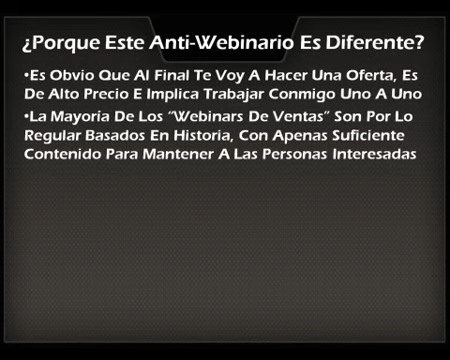 ¿Porque Este Anti-Webinario Es Diferente?
•Es Obvio Que Al Final Te Voy A Hacer Una Oferta, Es
De Alto Precio E Implica Trabajar Conmigo Uno A Uno
•La Mayoria De Los “Webinars De Ventas” Son Por Lo
Regular Basados En Historia, Con Apenas Suficiente
Contenido Para Mantener A Las Personas Interesadas